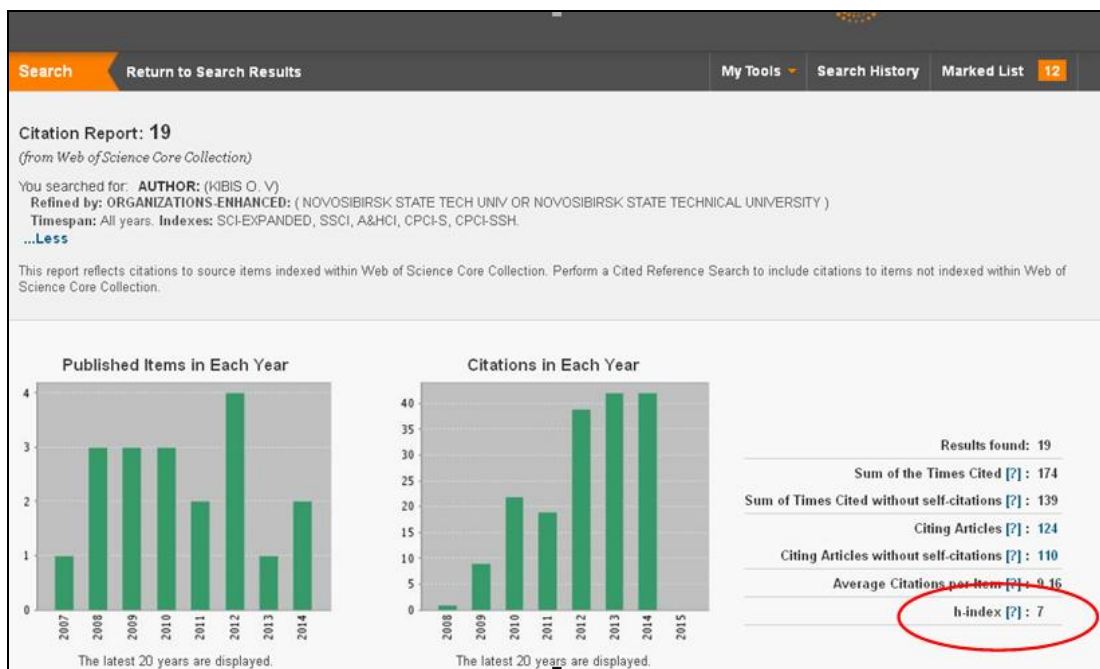 Search Return to Search Results My Tools Search History Marked List 12
Citation Report: 19
(from Web of Science Core Collection)
You searched for: AUTHOR: (KIBIS O. V)
Refined by: ORGANIZATIONS-ENHANCED: ( NOVOSIBIRSK STATE TECH UNIV OR NOVOSIBIRSK STATE TECHNICAL UNIVERSITY )
Timespan: All years. Indexes: SCI-EXPANDED, SSCI, A&HCI, CPCI-S, CPCI-SSH.
...Less
This report reflects citations to source items indexed within Web of Science Core Collection. Perform a Cited Reference Search to include citations to items not indexed within Web of
Science Core Collection.
Published Items in Each Year
4
3
2
1
0
2007 2008 2009 2010 2011 2012 2013 2014
The latest 20 years are displayed.
Citations in Each Year
40
35
30
25
20
15
10
5
0
2008 2009 2010 2011 2012 2013 2014 2015
The latest 20 years are displayed.
Results found: 19
Sum of the Times Cited [?] : 174
Sum of Times Cited without self-citations [?] : 139
Citing Articles [?] : 124
Citing Articles without self-citations [?] : 110
Average Citations per Item [?] : 9.16
h-index [?] : 7